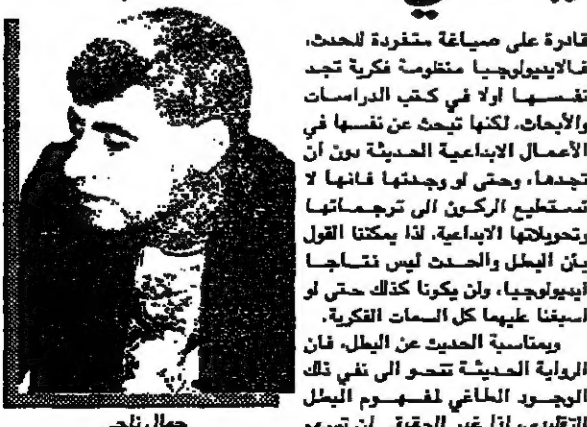 قادرة على صياغة متفردة للحدث،
فالايديولوجيا منظومة فكرية تجد
نفسها اولا في كتب الدراسات
والأبحاث، لكنها تبحث عن نفسها في
الأعمال الابداعية الحديثة دون أن
تجدها، وحتى لو وجدتها فانها لا
تستطيع الركون الى ترجماتها
وتحويلاتها الابداعية، لذا يمكننا القول
بأن البطل والحدث ليس نتاجا
ايديولوجيا، ولن يكونا كذلك حتى لو
اسبغنا عليهما كل السمات الفكرية.
وبمناسبة الحديث عن البطل، فان
الرواية الحديثة تنحو الى نفي ذلك
الوجود الطاغي لمفهوم البطل
جمال ناجي